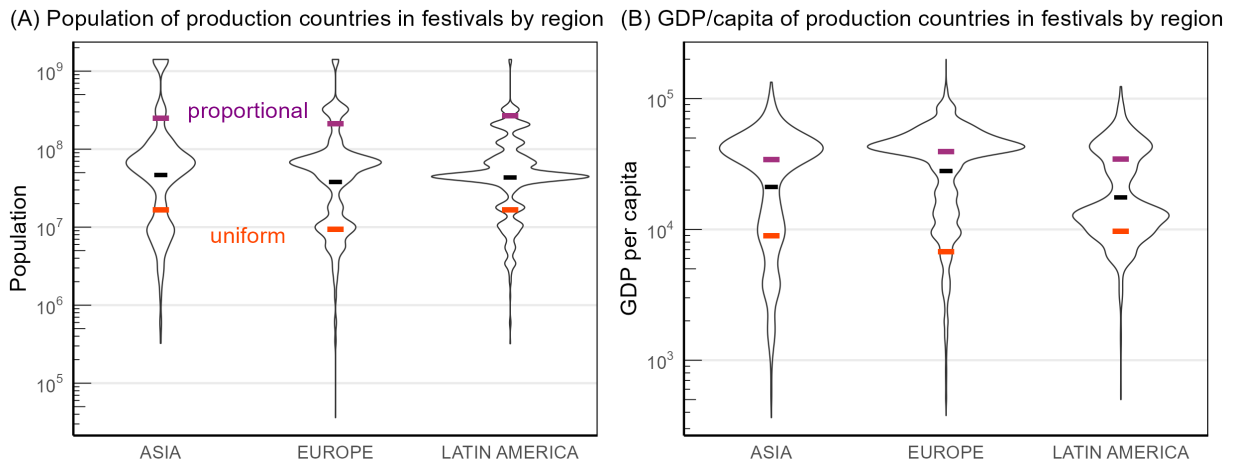 (A) Population of production countries in festivals by region
Population
10⁹
10⁸
10⁷
10⁶
10⁵
proportional
uniform
ASIA EUROPE LATIN AMERICA
(B) GDP/capita of production countries in festivals by region
GDP per capita
10⁵
10⁴
10³
ASIA EUROPE LATIN AMERICA